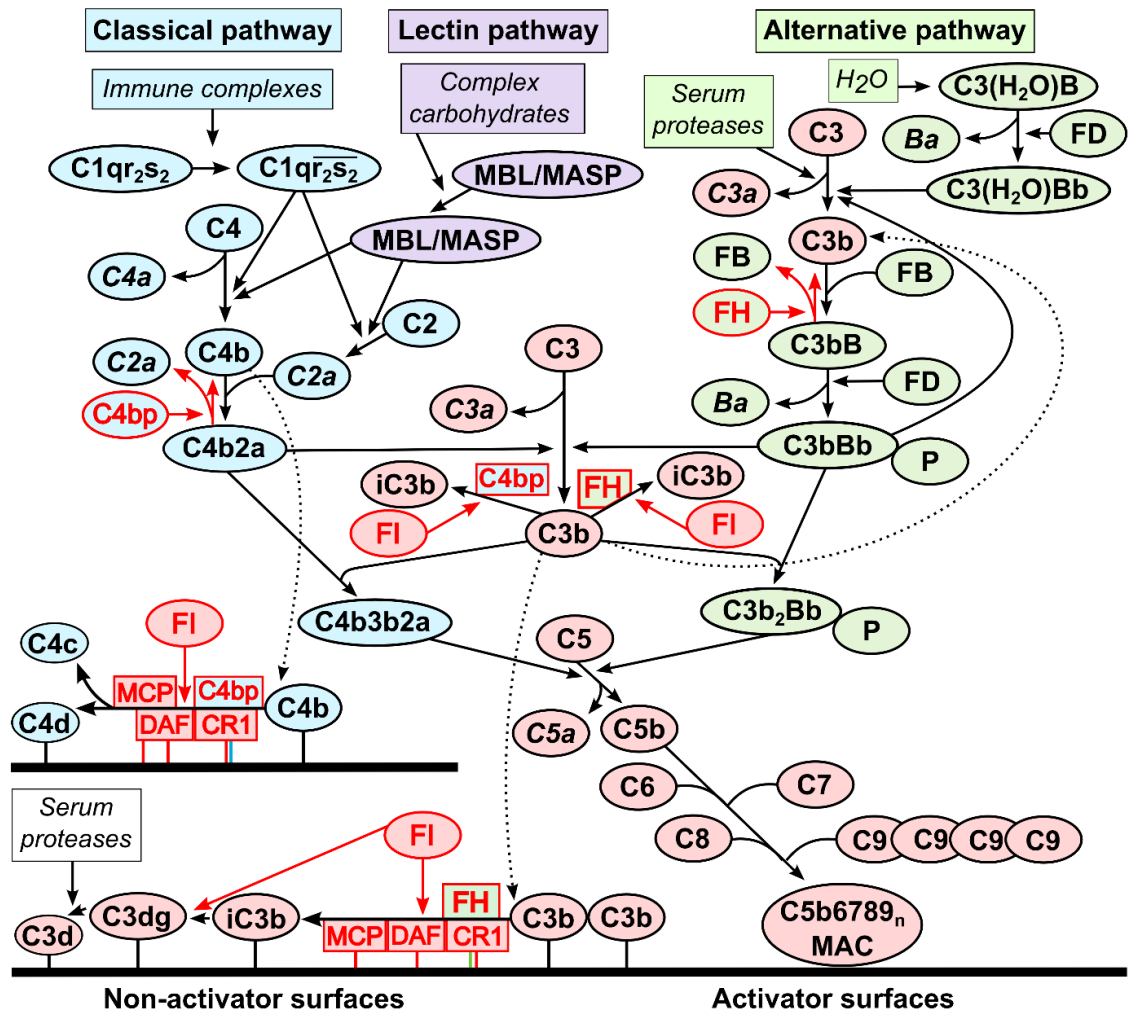 Classical pathway
Lectin pathway
Alternative pathway
Immune complexes
Complex
carbohydrates
Serum
proteases
H₂O
C3(H₂O)B
C3
Ba
FD
C1qr₂s₂
C1qr₂s₂
MBL/MASP
C3a
C3(H₂O)Bb
C4
MBL/MASP
C3b
C4a
FB
FB
FH
C2
C4b
C3
C3bB
C2a
C2a
C4bp
C3a
Ba
FD
C4b2a
C3bBb
P
iC3b
C4bp
FH
iC3b
FI
C3b
FI
C4b3b2a
C3b₂Bb
P
FI
C5
C4c
MCP
C4bp
C4d
DAF
CR1
C4b
C5a
C5b
C6
C7
Serum
proteases
FI
C8
C9
C9
C9
C9
FH
C3d
C3dg
iC3b
MCP
DAF
CR1
C3b
C3b
C5b6789ₙ
MAC
Non-activator surfaces
Activator surfaces